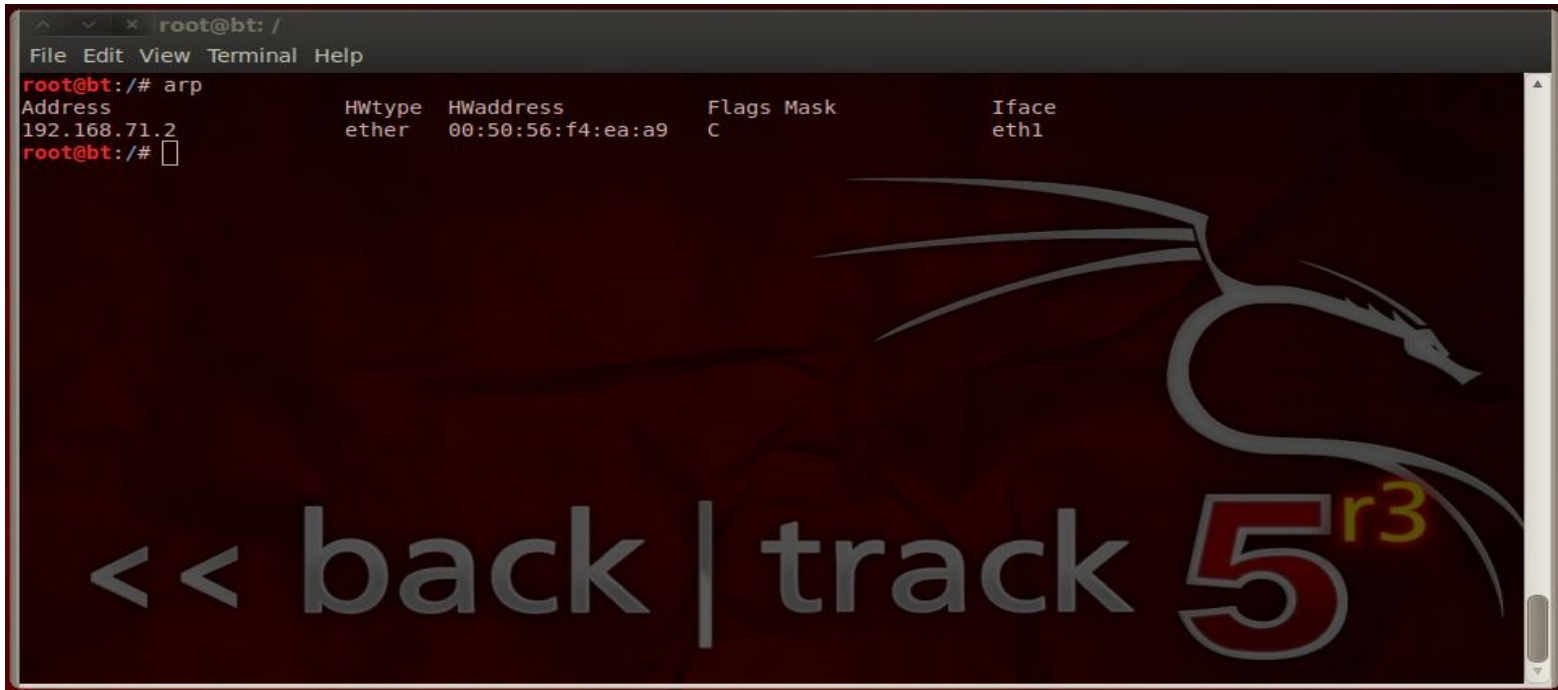 root@bt: /
File Edit View Terminal Help
root@bt:/# arp
Address HWtype HWaddress Flags Mask Iface
192.168.71.2 ether 00:50:56:f4:ea:a9 C eth1
root@bt:/#
<< back | track 5 r3